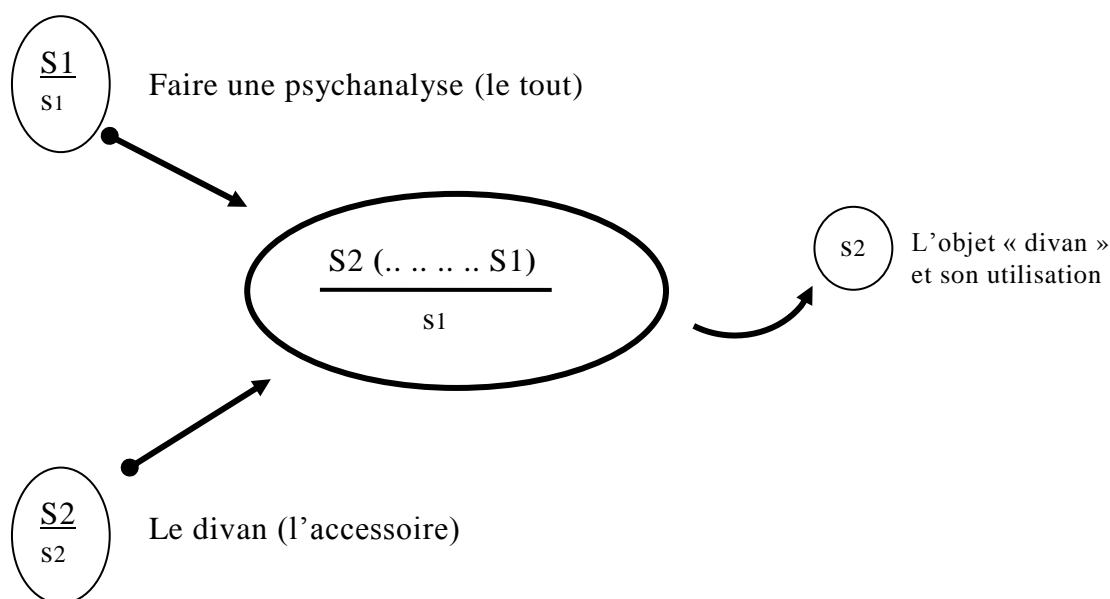 S1
s1
Faire une psychanalyse (le tout)
S2 (.. .. .. .. S1)
s1
s2
L’objet « divan »
et son utilisation
S2
s2
Le divan (l’accessoire)